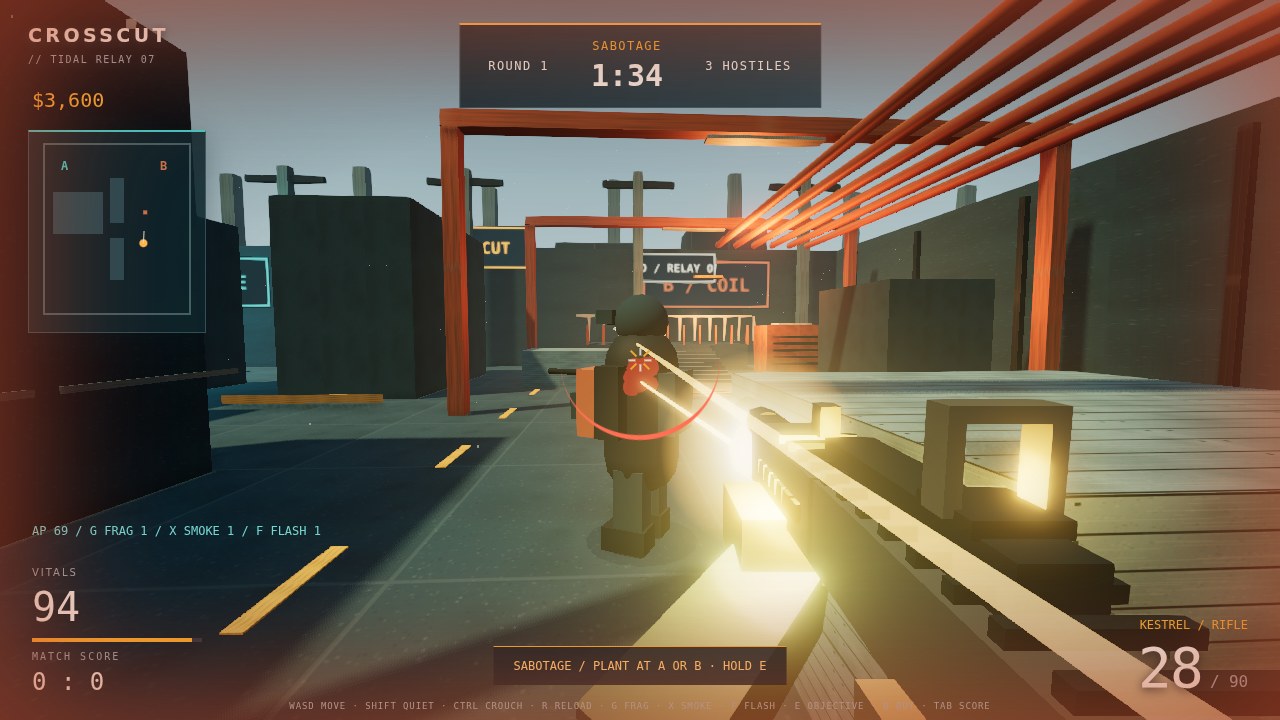 CROSSCUT
// TIDAL RELAY 07
$3,600
SABOTAGE
ROUND 1
1:34
3 HOSTILES
A
B
CUT
E
/ RELAY 0
B / COIL
AP 69 / G FRAG 1 / X SMOKE 1 / F FLASH 1
VITALS
94
MATCH SCORE
0 : 0
KESTREL / RIFLE
28 / 90
SABOTAGE / PLANT AT A OR B · HOLD E
WASD MOVE · SHIFT QUIET · CTRL CROUCH · R RELOAD · G FRAG · X SMOKE · F FLASH · E OBJECTIVE · TAB SCORE